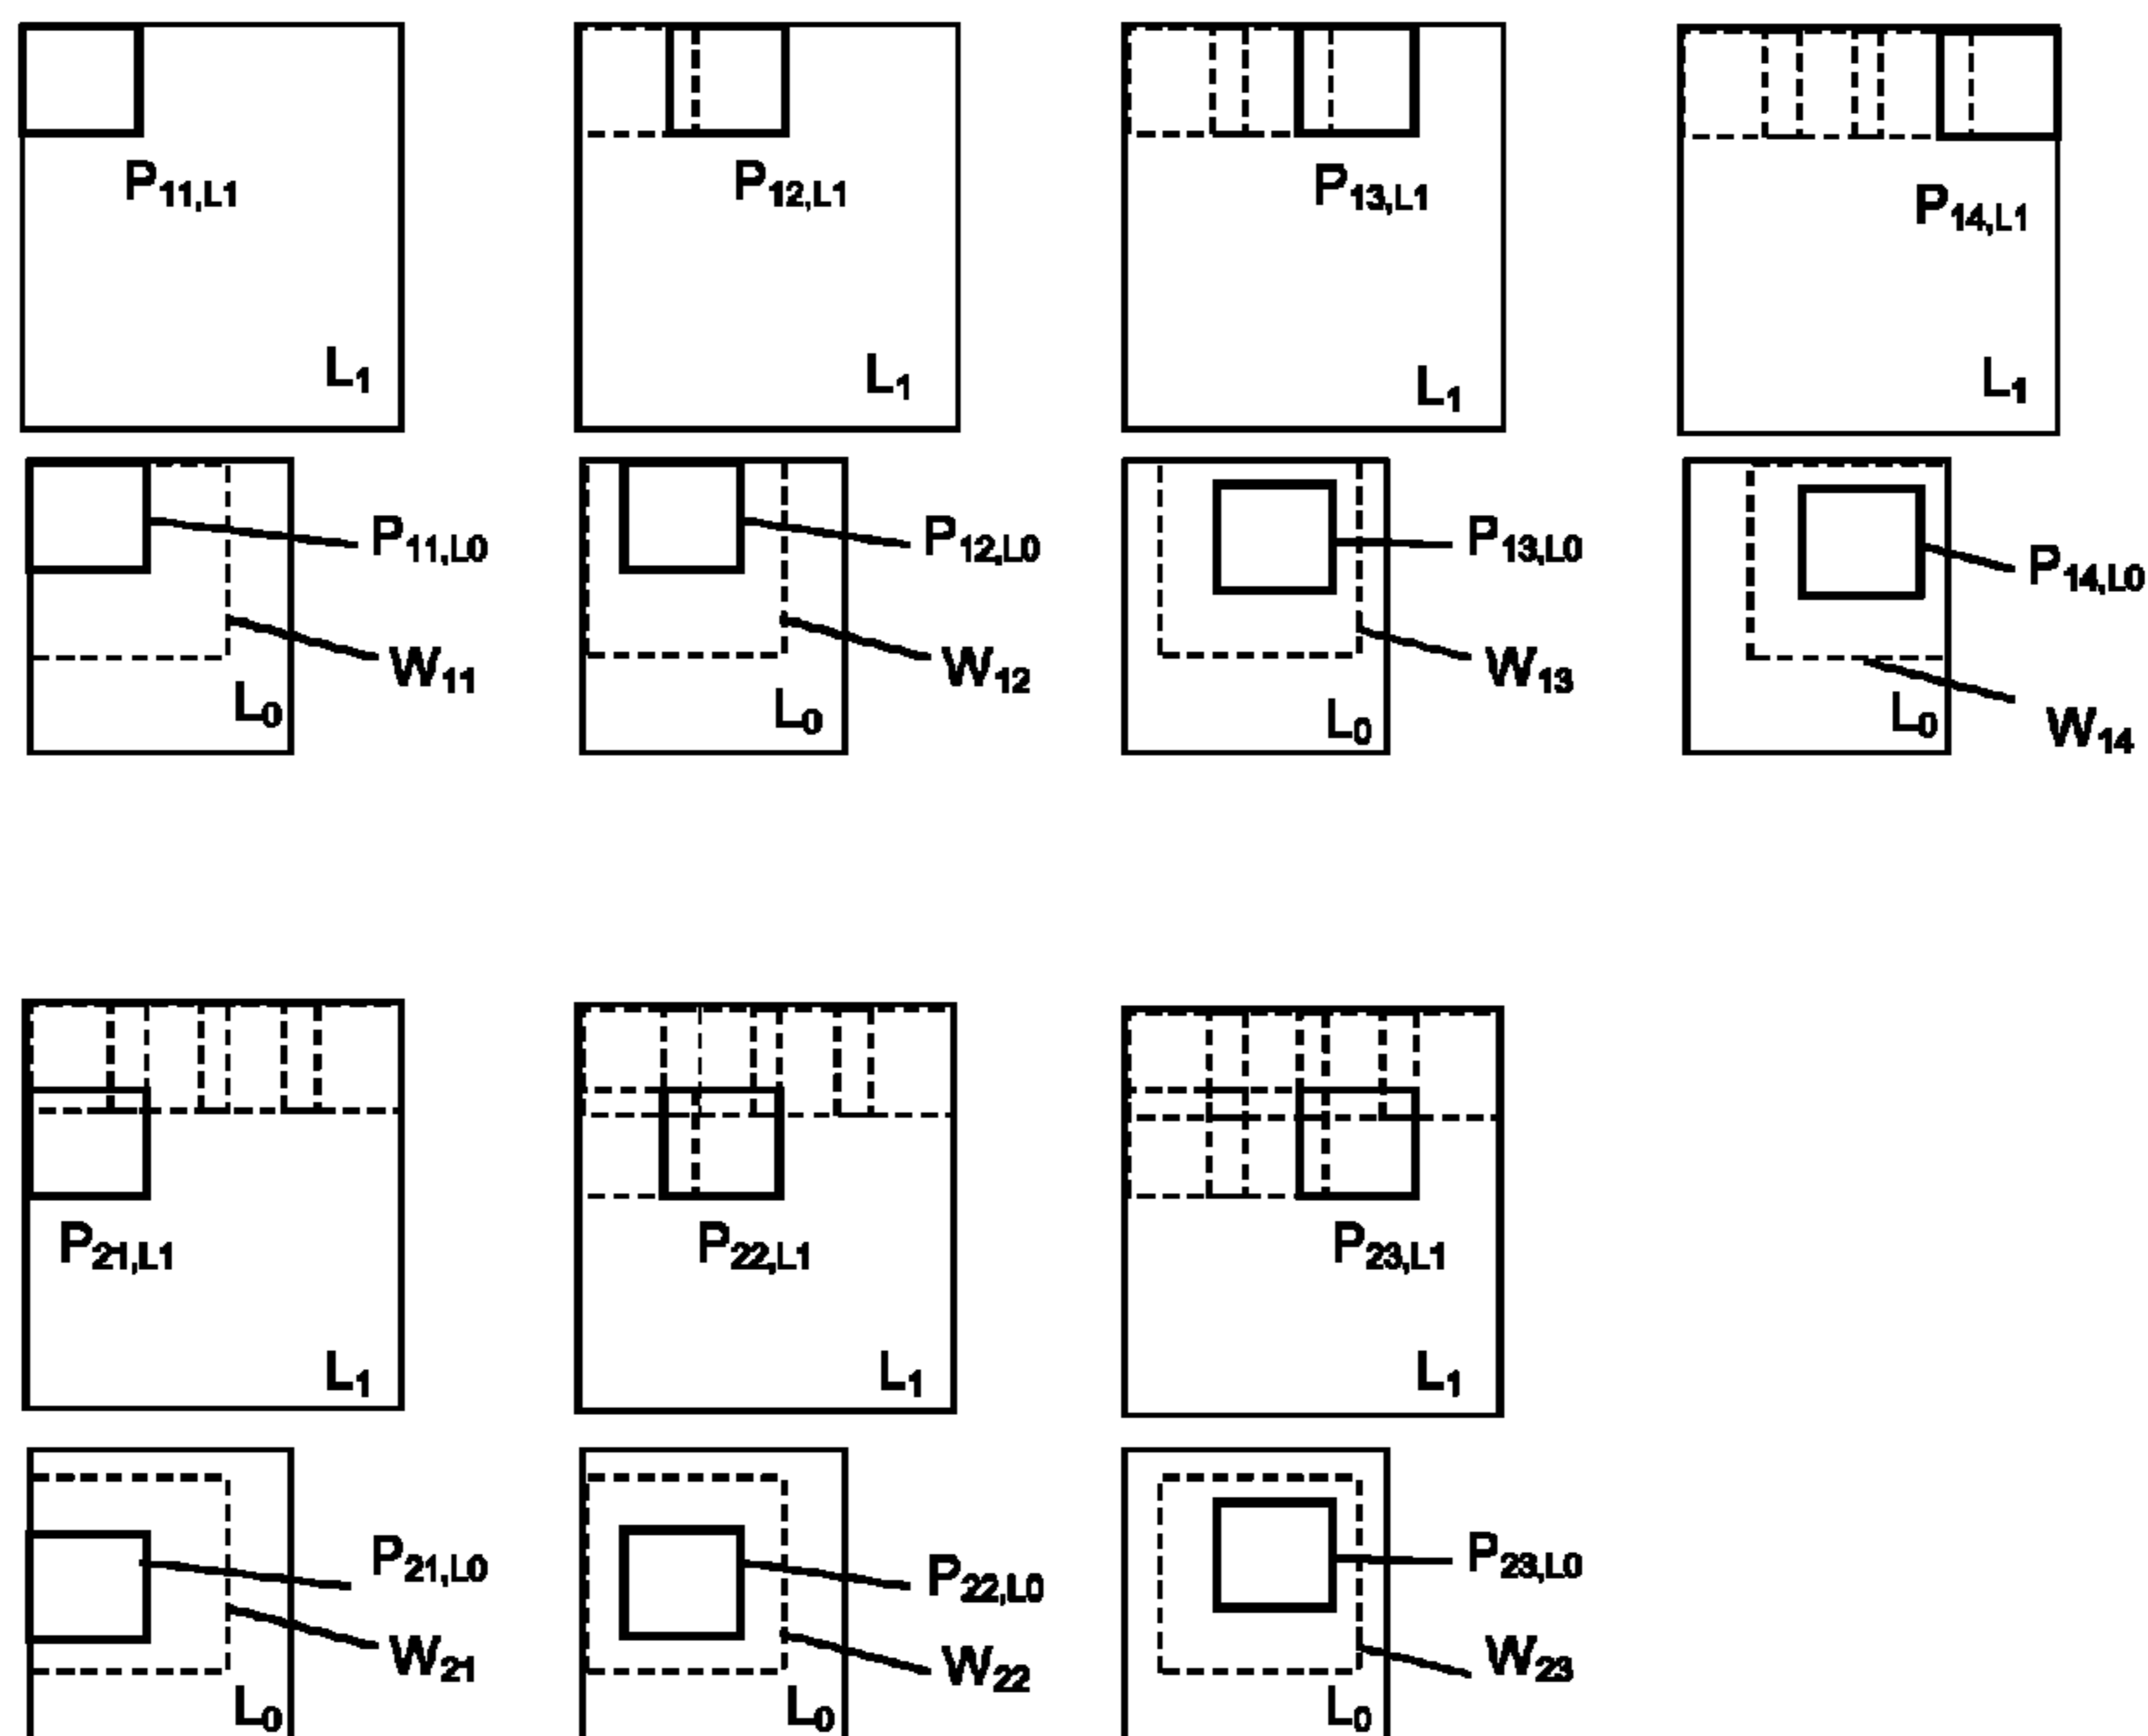 P11,L1 P12,L1 P13,L1 P14,L1
L1 L1 L1 L1
P11,L0 P12,L0 P13,L0 P14,L0
W11 W12 W13 W14
L0 L0 L0 L0
P21,L1 P22,L1 P23,L1
L1 L1 L1
P21,L0 P22,L0 P23,L0
W21 W22 W23
L0 L0 L0